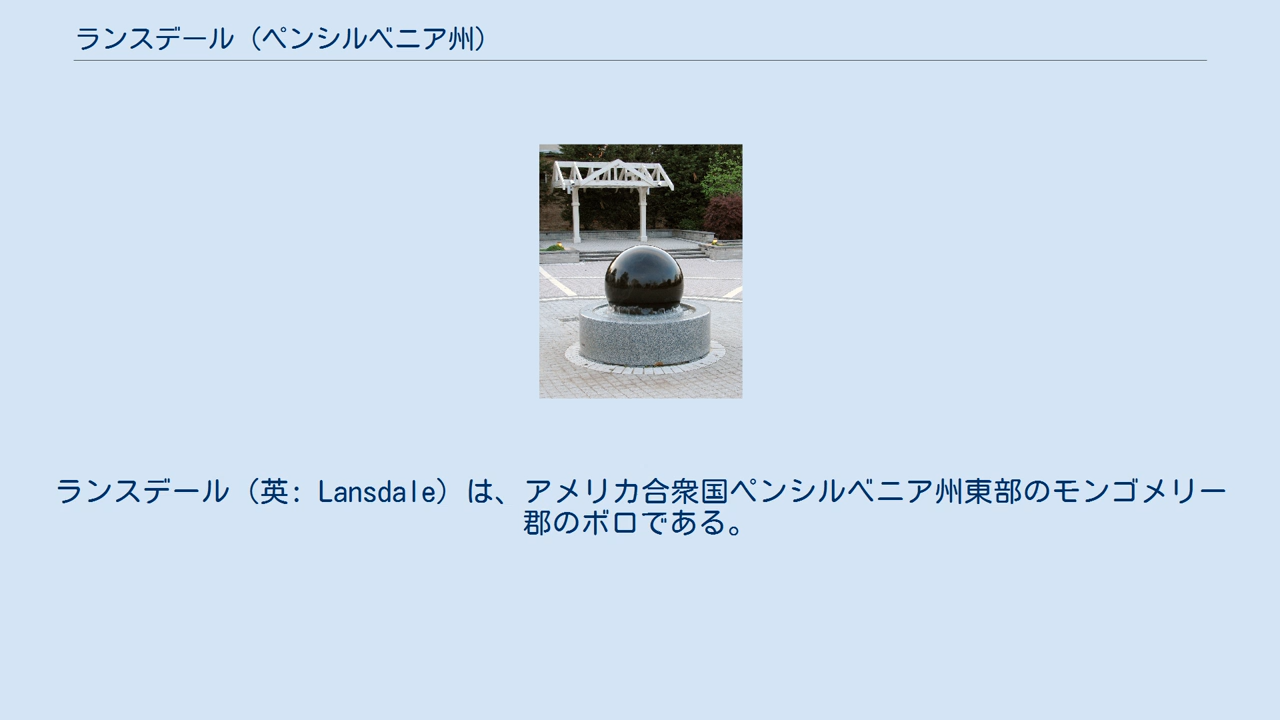 ランスデール（ペンシルベニア州）
ランスデール（英: Lansdale）は、アメリカ合衆国ペンシルベニア州東部のモンゴメリー
郡のボロである。